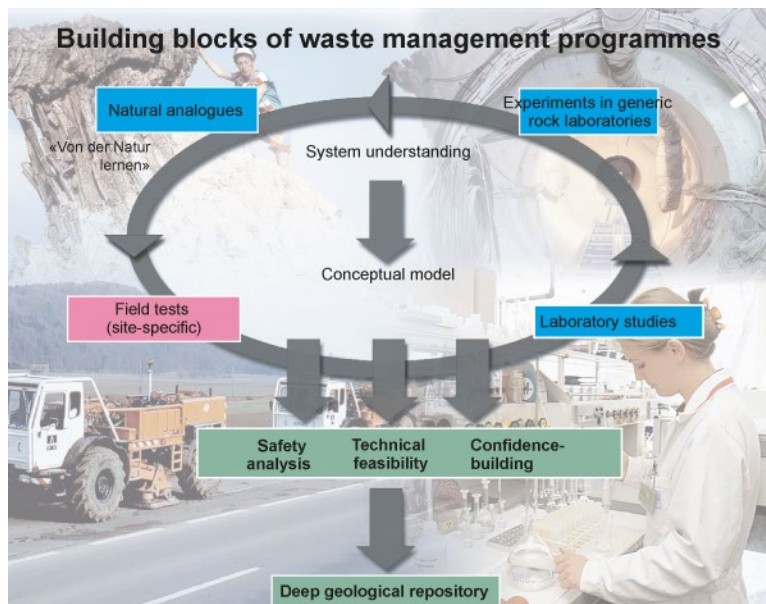 Building blocks of waste management programmes
Natural analogues
Experiments in generic
rock laboratories
«Von der Natur
lernen»
System understanding
Conceptual model
Field tests
(site-specific)
Laboratory studies
Safety
analysis
Technical
feasibility
Confidence-
building
Deep geological repository